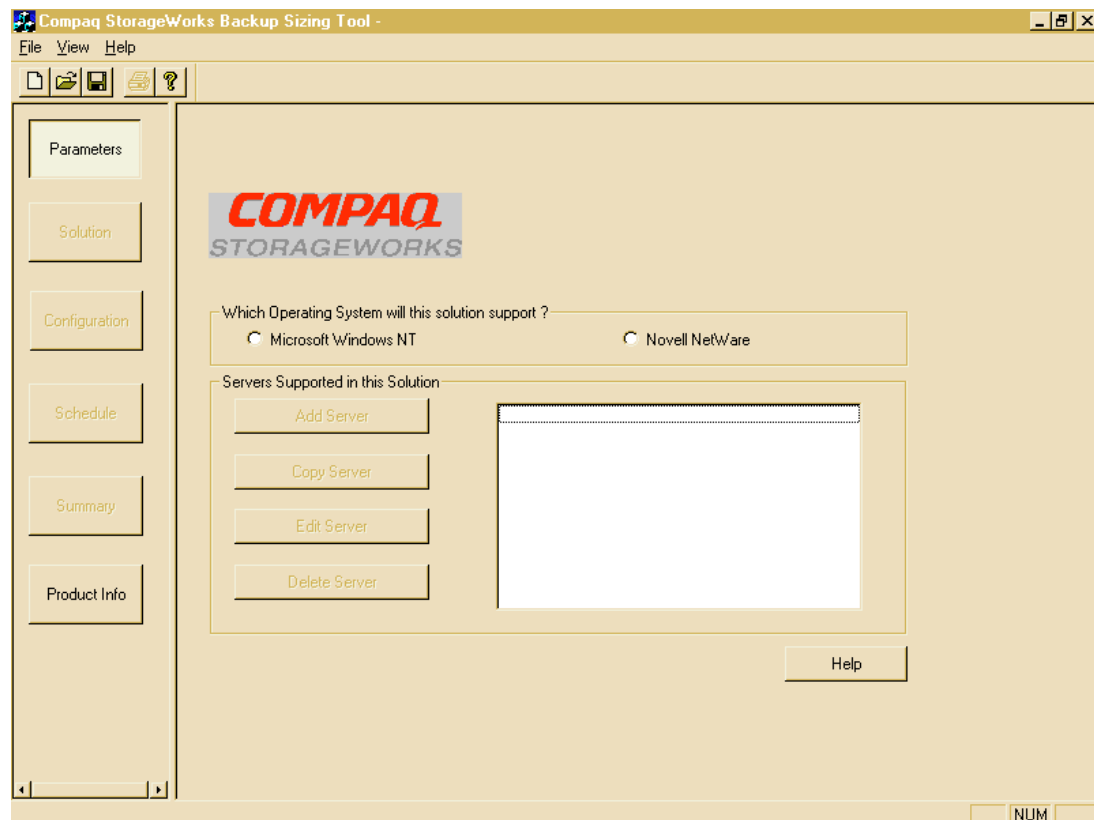 Compaq StorageWorks Backup Sizing Tool -
File View Help
Parameters
Solution
Configuration
Schedule
Summary
Product Info
COMPAQ
STORAGEWORKS
Which Operating System will this solution support ?
Microsoft Windows NT
Novell NetWare
Servers Supported in this Solution
Add Server
Copy Server
Edit Server
Delete Server
Help
NUM